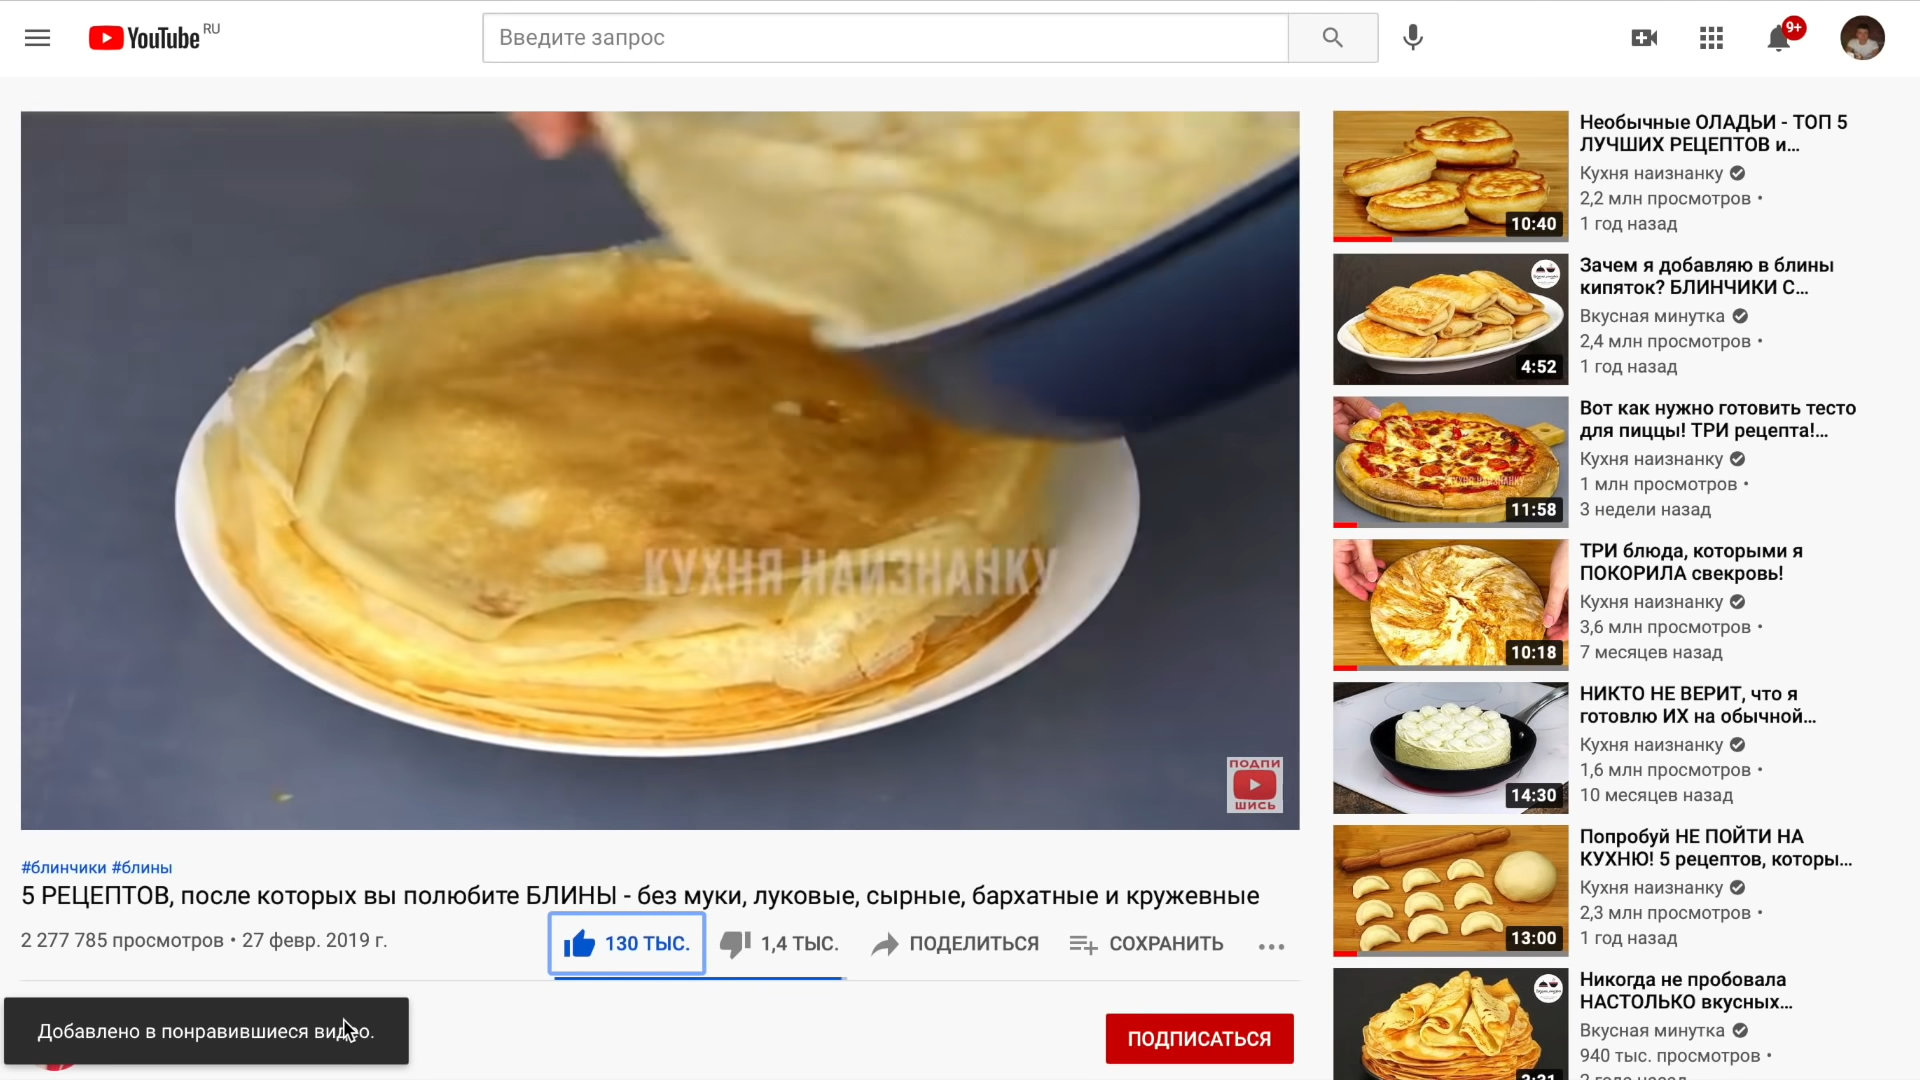 YouTube RU
Введите запрос
9+
КУХНЯ НАИЗНАНКУ
ПОДПИ
ШИСЬ
#блинчики #блины
5 РЕЦЕПТОВ, после которых вы полюбите БЛИНЫ - без муки, луковые, сырные, бархатные и кружевные
2 277 785 просмотров • 27 февр. 2019 г.
130 ТЫС.
1,4 ТЫС.
ПОДЕЛИТЬСЯ
СОХРАНИТЬ
Добавлено в понравившиеся видео.
ПОДПИСАТЬСЯ
10:40
Необычные ОЛАДЬИ - ТОП 5
ЛУЧШИХ РЕЦЕПТОВ и...
Кухня наизнанку
2,2 млн просмотров •
1 год назад
4:52
Зачем я добавляю в блины
кипяток? БЛИНЧИКИ С...
Вкусная минутка
2,4 млн просмотров •
1 год назад
КУХНЯ НАИЗНАНКУ
11:58
Вот как нужно готовить тесто
для пиццы! ТРИ рецепта!...
Кухня наизнанку
1 млн просмотров •
3 недели назад
10:18
ТРИ блюда, которыми я
ПОКОРИЛА свекровь!
Кухня наизнанку
3,6 млн просмотров •
7 месяцев назад
14:30
НИКТО НЕ ВЕРИТ, что я
готовлю ИХ на обычной...
Кухня наизнанку
1,6 млн просмотров •
10 месяцев назад
13:00
Попробуй НЕ ПОЙТИ НА
КУХНЮ! 5 рецептов, которы...
Кухня наизнанку
2,3 млн просмотров •
1 год назад
Никогда не пробовала
НАСТОЛЬКО вкусных...
Вкусная минутка
940 тыс. просмотров •